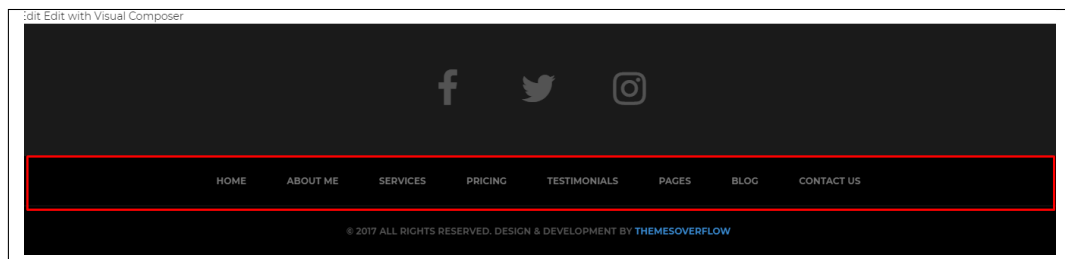 Edit Edit with Visual Composer
HOME ABOUT ME SERVICES PRICING TESTIMONIALS PAGES BLOG CONTACT US
© 2017 ALL RIGHTS RESERVED. DESIGN & DEVELOPMENT BY THEMESOVERFLOW